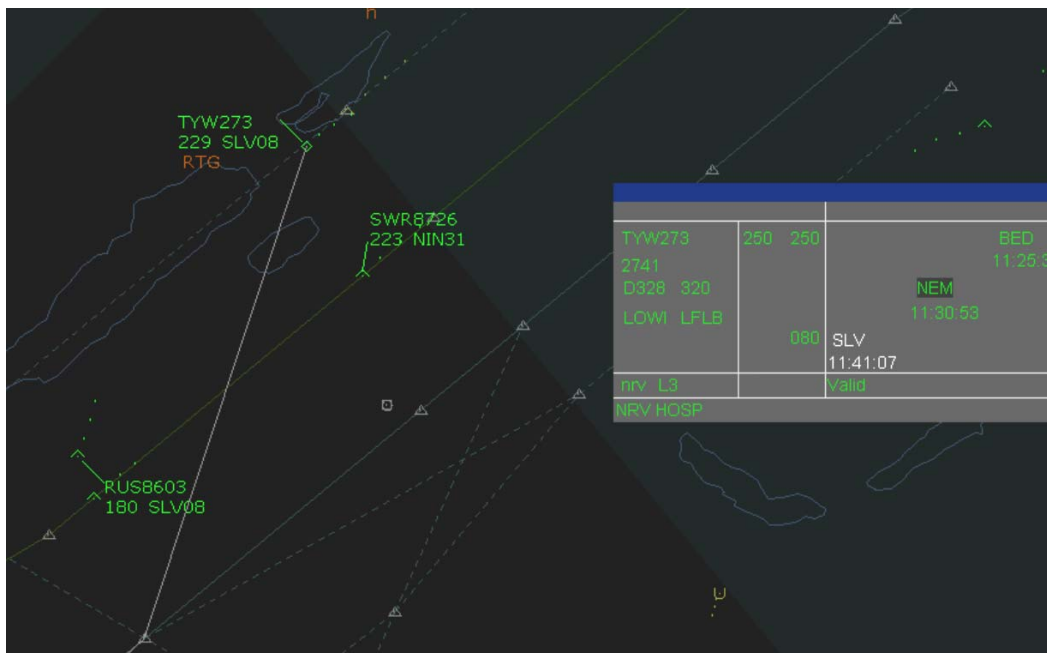 n
TYW273
229 SLV08
RTG
SWR8726
223 NIN31
RUS8603
180 SLV08
TYW273 250 250 BED
2741 11:25:3
D328 320 NEM
LOWI LFLB 11:30:53
080 SLV
11:41:07
nrv L3 Valid
NRV HOSP
U